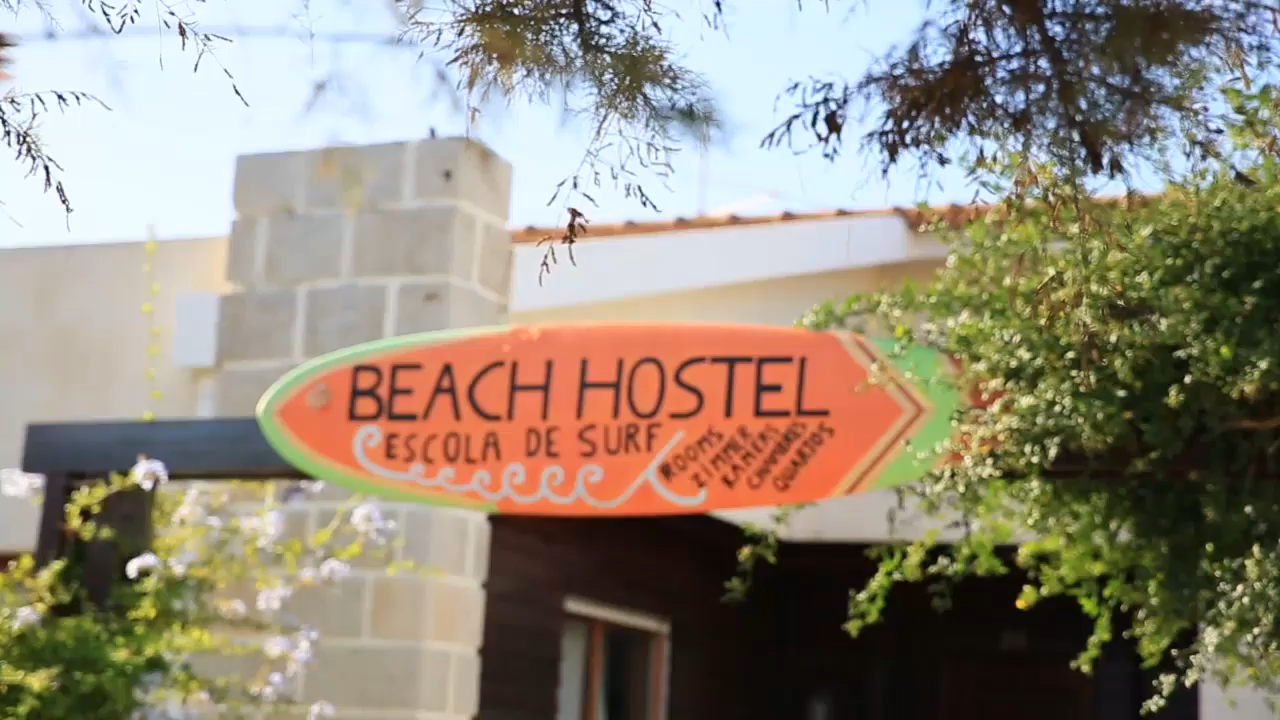 BEACH HOSTEL
ESCOLA DE SURF
ROOMS
ZIMMER
KAMERS
CHAMBRES
QUARTOS